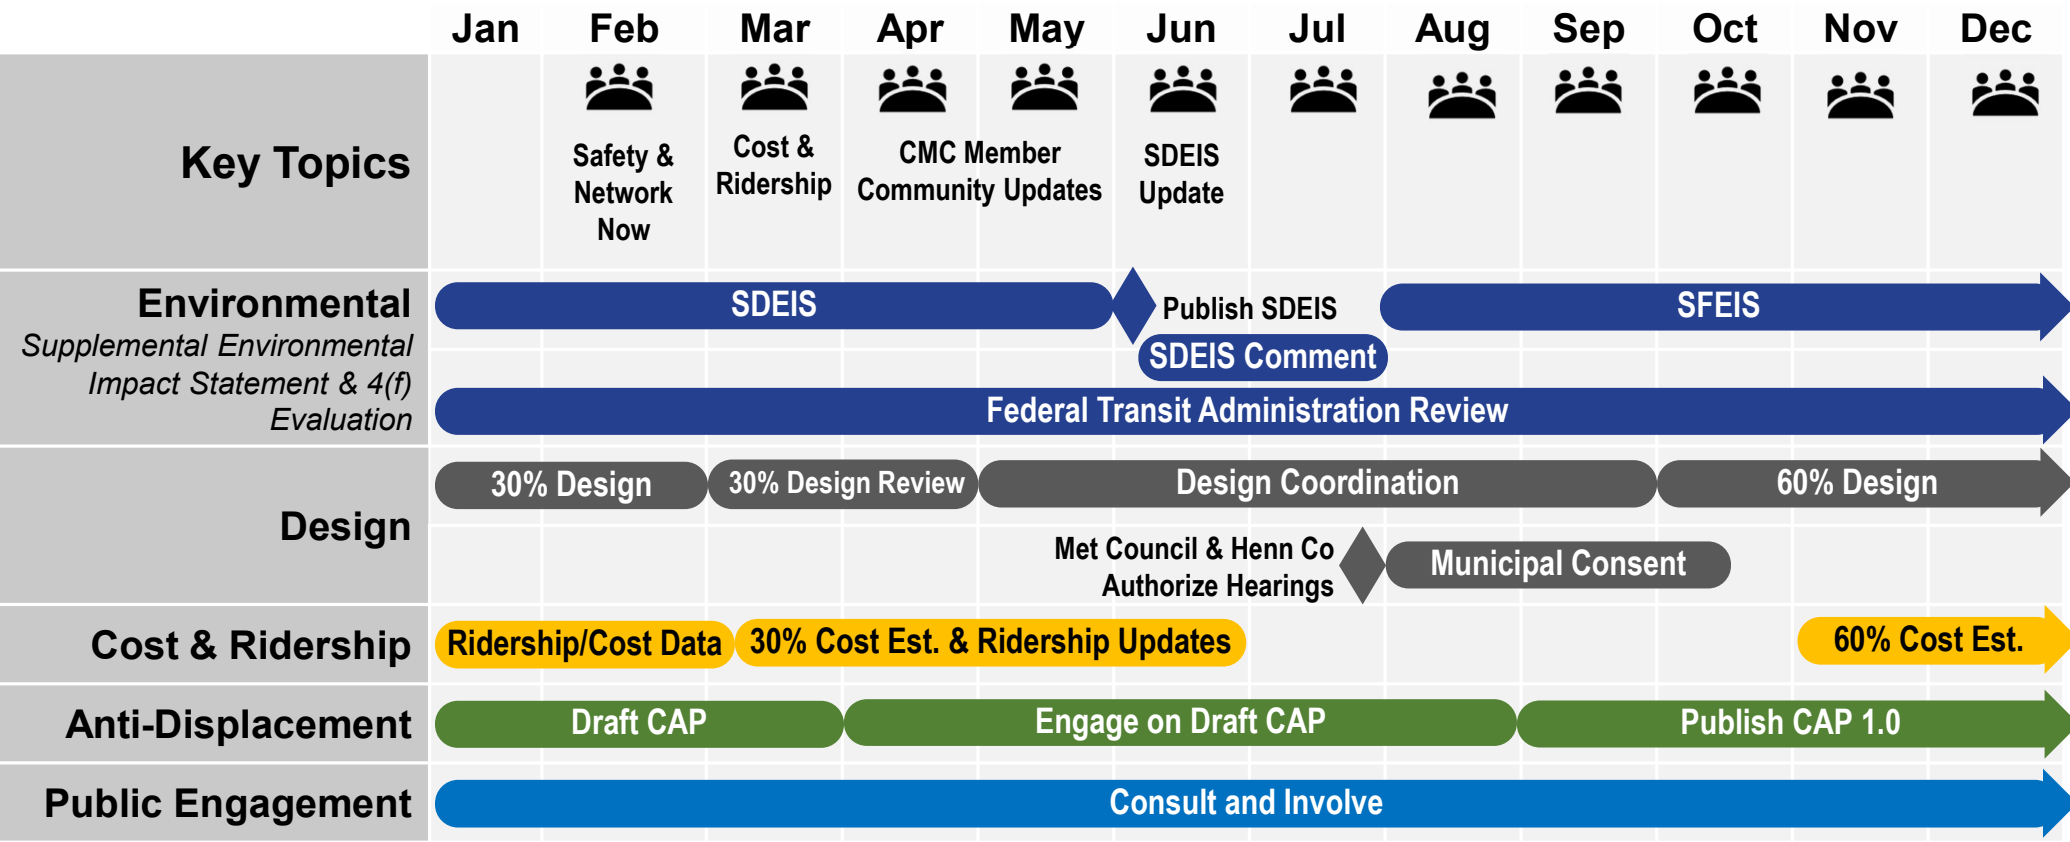 Jan Feb Mar Apr May Jun Jul Aug Sep Oct Nov Dec
Key Topics
Safety &
Network
Now
Cost &
Ridership
CMC Member
Community Updates
SDEIS
Update
Environmental
Supplemental Environmental
Impact Statement & 4(f)
Evaluation
SDEIS
Publish SDEIS
SFEIS
SDEIS Comment
Federal Transit Administration Review
Design
30% Design
30% Design Review
Design Coordination
60% Design
Met Council & Henn Co
Authorize Hearings
Municipal Consent
Cost & Ridership
Ridership/Cost Data
30% Cost Est. & Ridership Updates
60% Cost Est.
Anti-Displacement
Draft CAP
Engage on Draft CAP
Publish CAP 1.0
Public Engagement
Consult and Involve